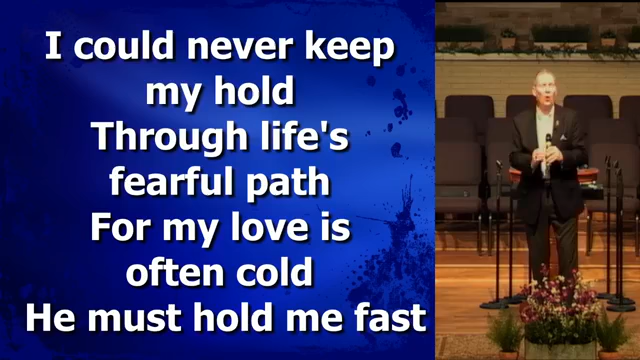 I could never keep
my hold
Through life's
fearful path
For my love is
often cold
He must hold me fast